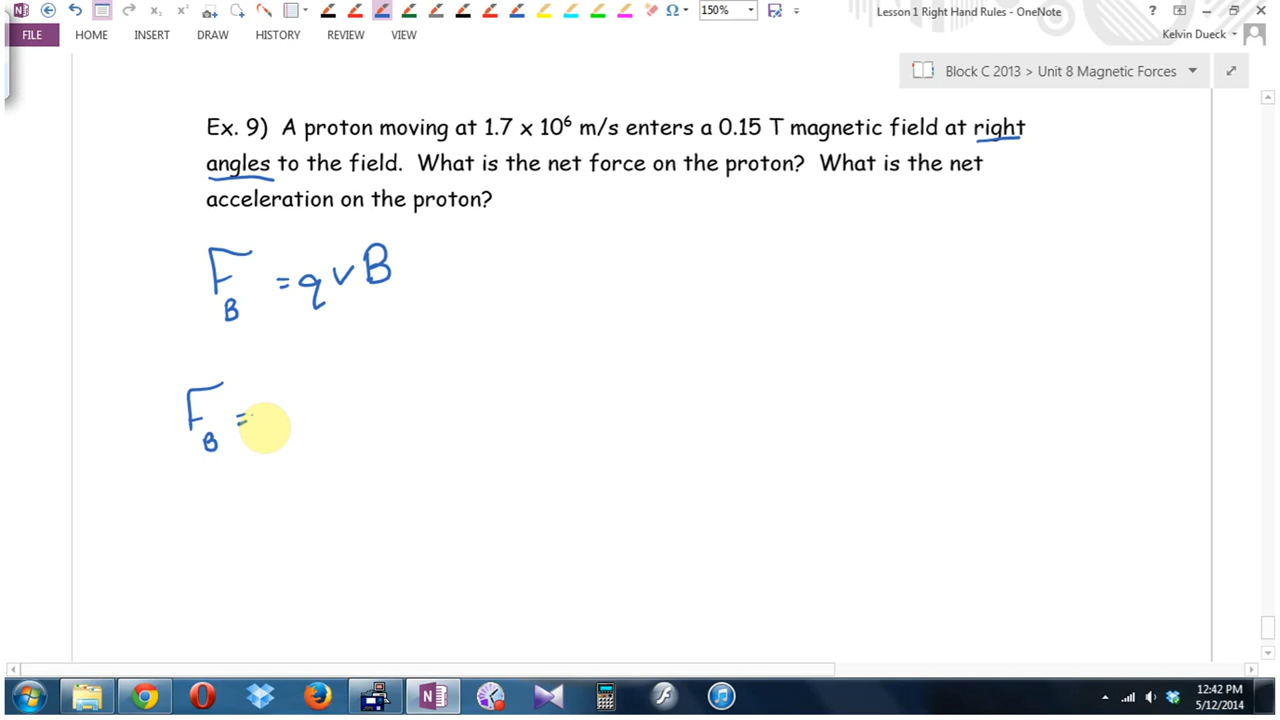 150%
Lesson 1 Right Hand Rules - OneNote
?
FILE HOME INSERT DRAW HISTORY REVIEW VIEW
Kelvin Dueck
Block C 2013 > Unit 8 Magnetic Forces
Ex. 9) A proton moving at 1.7 x 10⁶ m/s enters a 0.15 T magnetic field at right
angles to the field. What is the net force on the proton? What is the net
acceleration on the proton?
F_B = qvB
F_B =
12:42 PM
5/12/2014